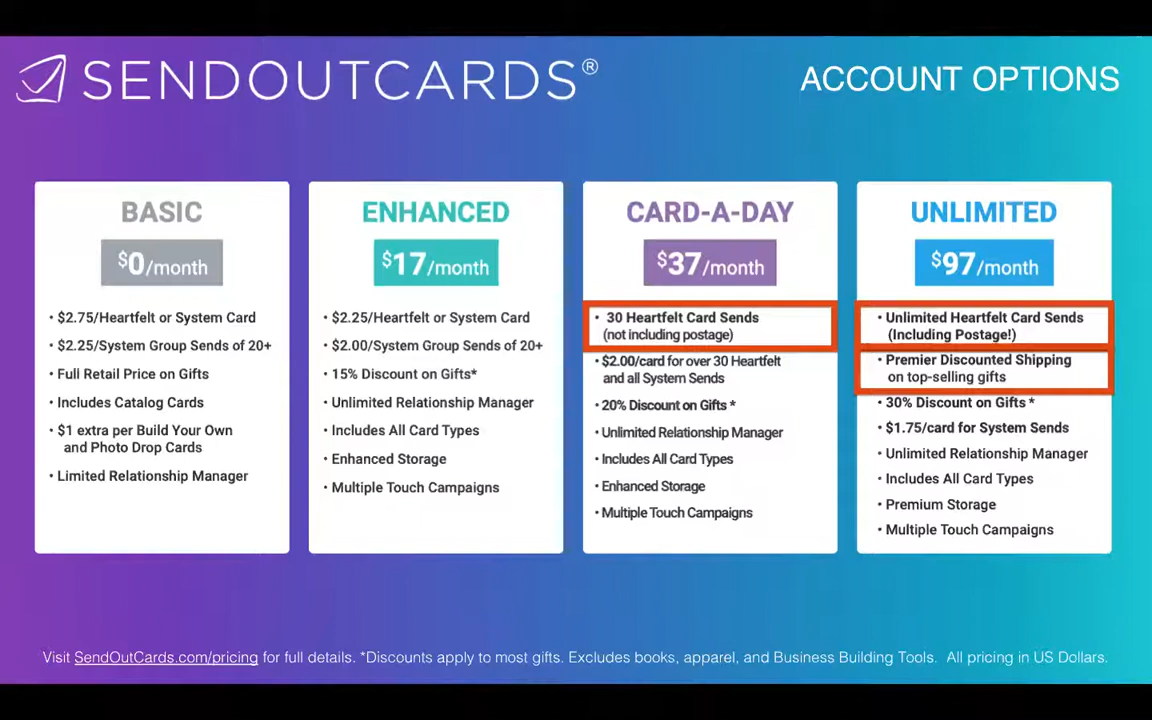 SENDOUTCARDS®
ACCOUNT OPTIONS
BASIC
$0/month
• $2.75/Heartfelt or System Card
• $2.25/System Group Sends of 20+
• Full Retail Price on Gifts
• Includes Catalog Cards
• $1 extra per Build Your Own
and Photo Drop Cards
• Limited Relationship Manager
ENHANCED
$17/month
• $2.25/Heartfelt or System Card
• $2.00/System Group Sends of 20+
• 15% Discount on Gifts*
• Unlimited Relationship Manager
• Includes All Card Types
• Enhanced Storage
• Multiple Touch Campaigns
CARD-A-DAY
$37/month
• 30 Heartfelt Card Sends
(not including postage)
• $2.00/card for over 30 Heartfelt
and all System Sends
• 20% Discount on Gifts *
• Unlimited Relationship Manager
• Includes All Card Types
• Enhanced Storage
• Multiple Touch Campaigns
UNLIMITED
$97/month
• Unlimited Heartfelt Card Sends
(Including Postage!)
• Premier Discounted Shipping
on top-selling gifts
• 30% Discount on Gifts *
• $1.75/card for System Sends
• Unlimited Relationship Manager
• Includes All Card Types
• Premium Storage
• Multiple Touch Campaigns
Visit SendOutCards.com/pricing for full details. *Discounts apply to most gifts. Excludes books, apparel, and Business Building Tools. All pricing in US Dollars.